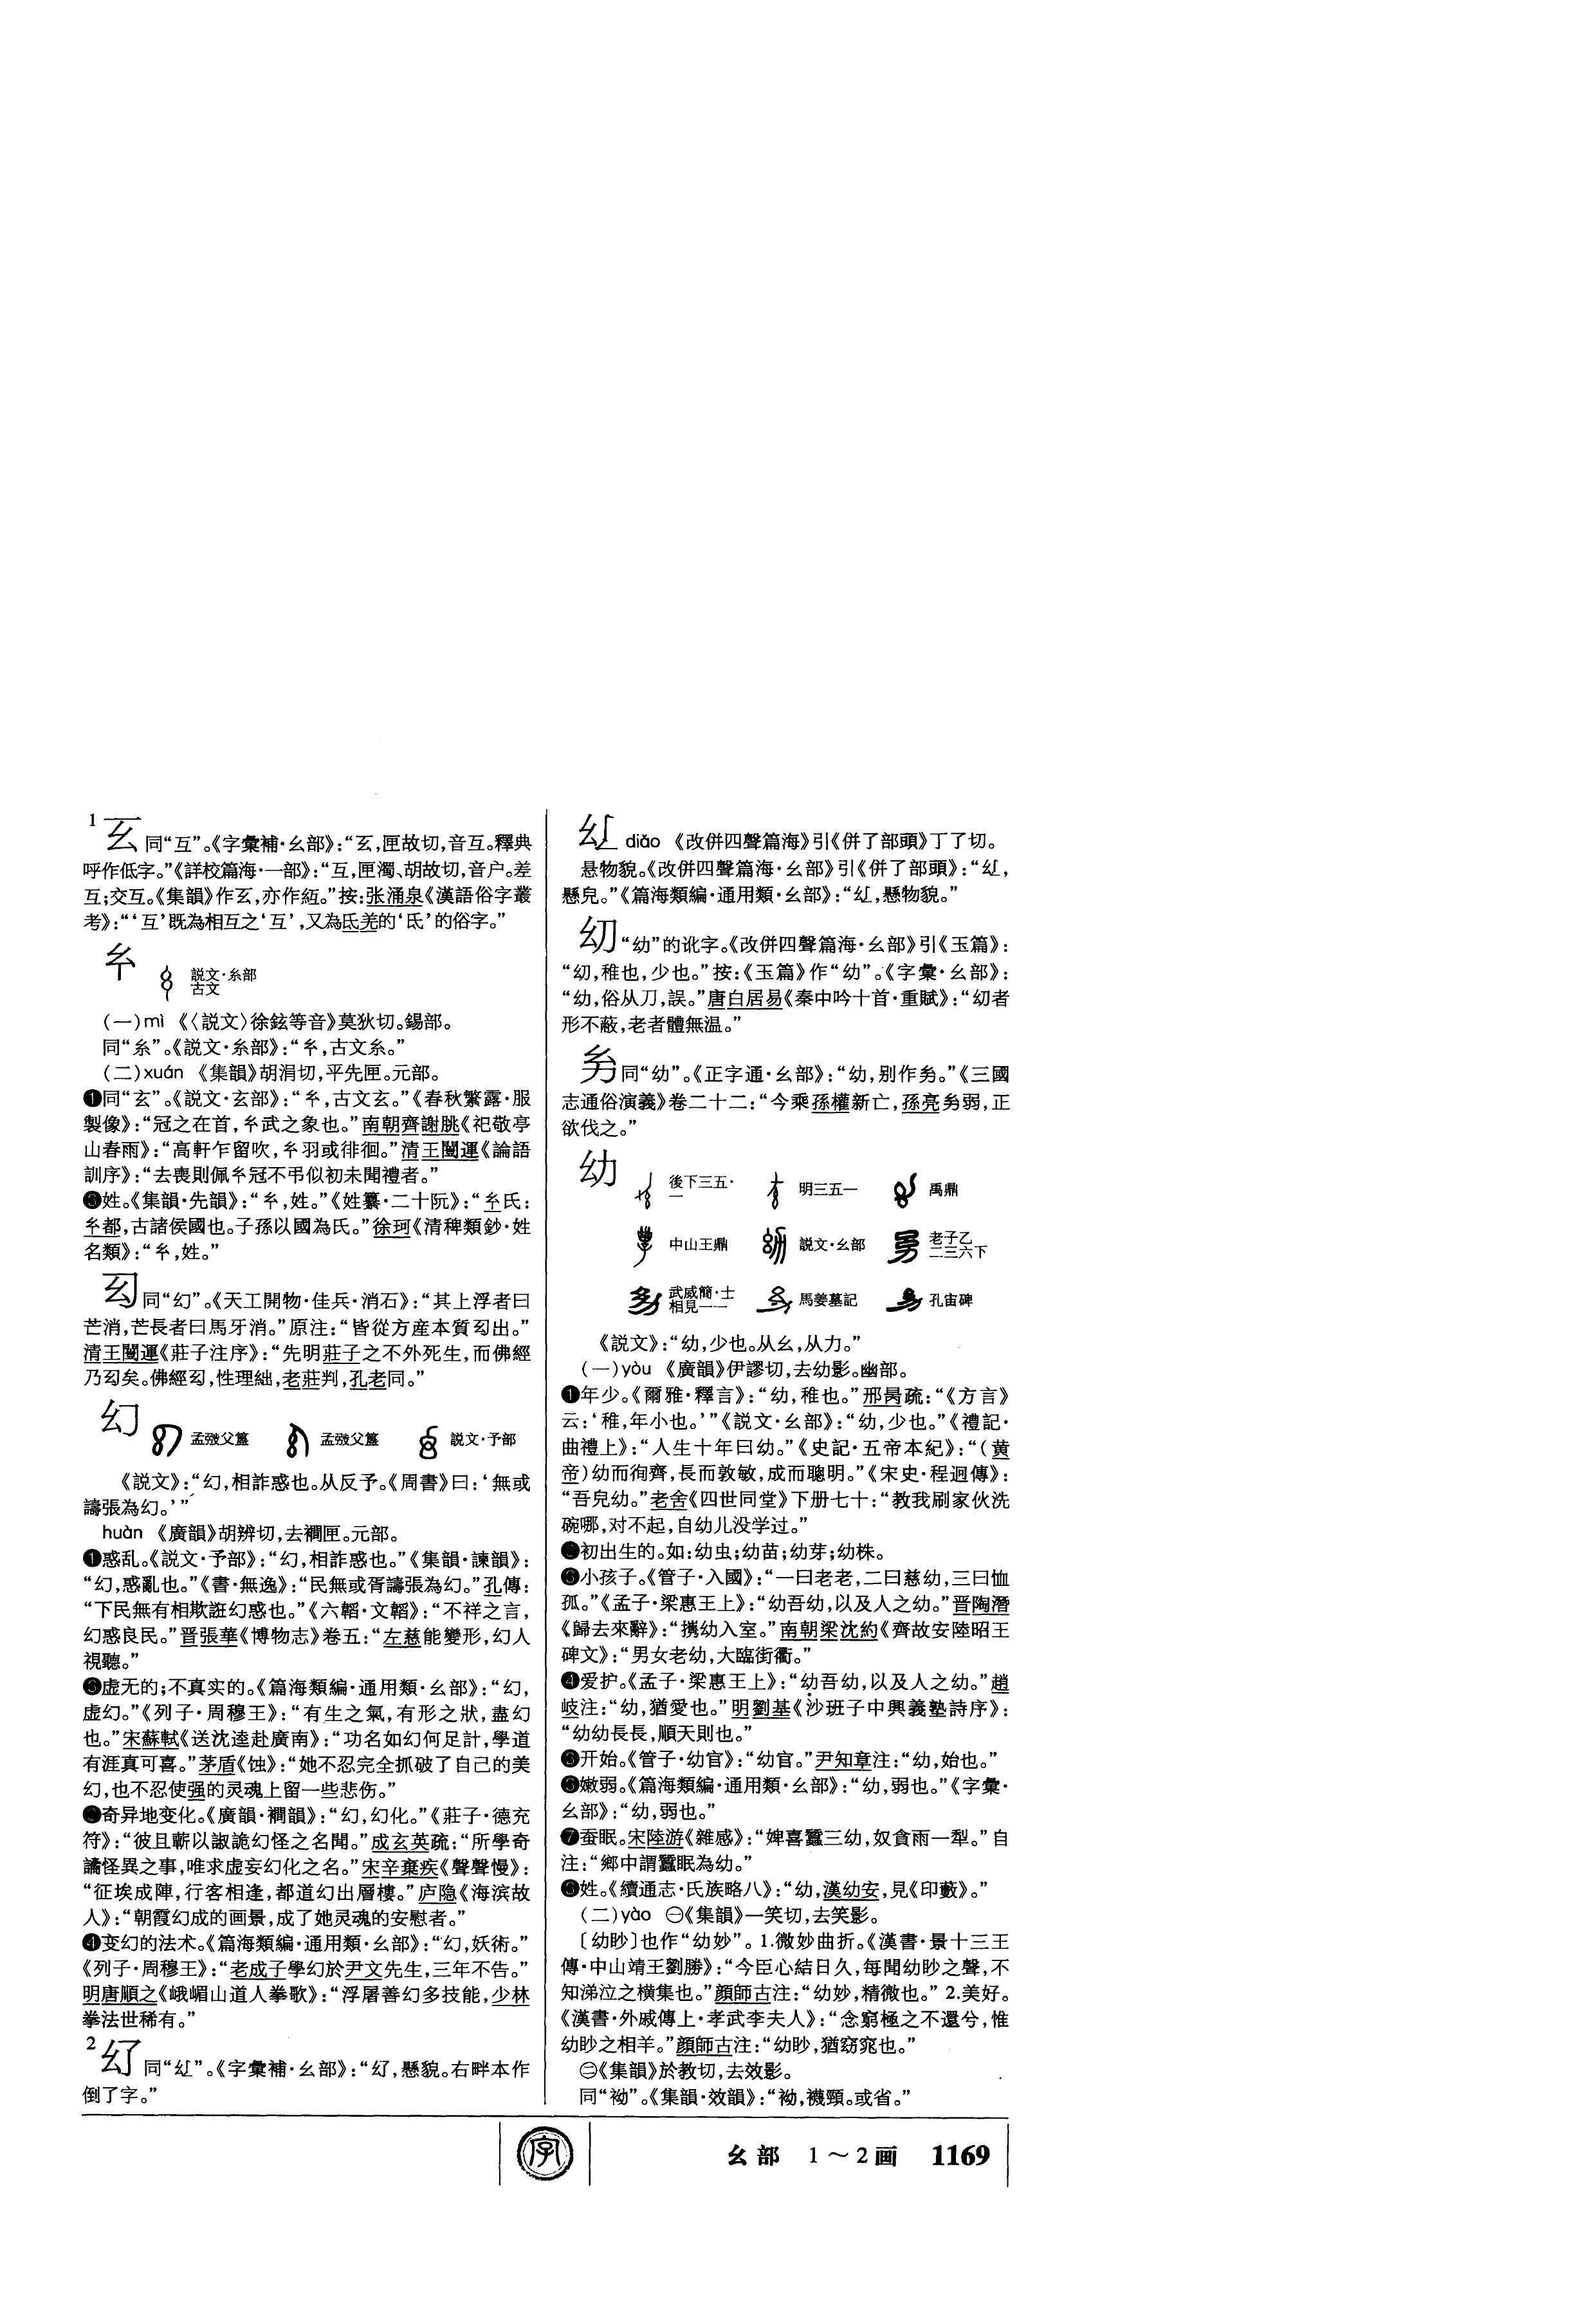 1
同“互”。《字彙補·幺部》：“玄，匣故切，音互。釋典
呼作低字。”《詳校篇海·一部》：“互，匣濁、胡故切，音户。差
互；交互。《集韻》作玄，亦作䋍。”按：张涌泉《漢語俗字叢
考》：“‘互’既為相互之‘互’，又為氐羌的‘氐’的俗字。”
説文·糸部
古文
（一）mì 《〈説文〉徐鉉等音》莫狄切。錫部。
同“糸”。《説文·糸部》：“𢆯，古文糸。”
（二）xuán 《集韻》胡涓切，平先匣。元部。
❶同“玄”。《説文·玄部》：“𢆯，古文玄。”《春秋繁露·服
製像》：“冠之在首，𢆯武之象也。”南朝齊謝朓《祀敬亭
山春雨》：“高軒乍留吹，𢆯羽或徘徊。”清王闓運《論語
訓序》：“去喪則佩𢆯冠不弔似初未聞禮者。”
❸姓。《集韻·先韻》：“𢆯，姓。”《姓纂·二十阮》：“𢆯氏：
𢆯都，古諸侯國也。子孫以國為氏。”徐珂《清稗類鈔·姓
名類》：“𢆯，姓。”
同“幻”。《天工開物·佳兵·消石》：“其上浮者曰
芒消，芒長者曰馬牙消。”原注：“皆從方産本質出。”
清王闓運《莊子注序》：“先明莊子之不外死生，而佛經
乃矣。佛經，性理絀，老莊判，孔老同。”
幻 孟𢐗父簋 孟𢐗父簋 説文·予部
《説文》：“幻，相詐惑也。从反予。《周書》曰：‘無或
譸張為幻。’”
huàn 《廣韻》胡辨切，去襇匣。元部。
❶惑乱。《説文·予部》：“幻，相詐惑也。”《集韻·諫韻》：
“幻，惑亂也。”《書·無逸》：“民無或胥譸張為幻。”孔傳：
“下民無有相欺誑幻惑也。”《六韜·文韜》：“不祥之言，
幻惑良民。”晋張華《博物志》卷五：“左慈能變形，幻人
視聽。”
❸虚无的；不真实的。《篇海類編·通用類·幺部》：“幻，
虚幻。”《列子·周穆王》：“有生之氣，有形之狀，盡幻
也。”宋蘇軾《送沈逵赴廣南》：“功名如幻何足計，學道
有涯真可喜。”茅盾《蚀》：“她不忍完全抓破了自己的美
幻，也不忍使强的灵魂上留一些悲伤。”
❷奇异地变化。《廣韻·襇韻》：“幻，幻化。”《莊子·德充
符》：“彼且蘄以諔詭幻怪之名聞。”成玄英疏：“所學奇
譎怪異之事，唯求虚妄幻化之名。”宋辛棄疾《聲聲慢》：
“征埃成陣，行客相逢，都道幻出層樓。”庐隐《海滨故
人》：“朝霞幻成的画景，成了她灵魂的安慰者。”
❹变幻的法术。《篇海類編·通用類·幺部》：“幻，妖術。”
《列子·周穆王》：“老成子學幻於尹文先生，三年不告。”
明唐順之《峨嵋山道人拳歌》：“浮屠善幻多技能，少林
拳法世稀有。”
2
同“”。《字彙補·幺部》：“，懸貌。右畔本作
倒了字。”
diǎo 《改併四聲篇海》引《併了部頭》丁了切。
悬物貌。《改併四聲篇海·幺部》引《併了部頭》：“，
懸皃。”《篇海類編·通用類·幺部》：“，懸物貌。”
㓜 “幼”的讹字。《改併四聲篇海·幺部》引《玉篇》：
“㓜，稚也，少也。”按：《玉篇》作“幼”。《字彙·幺部》：
“幼，俗从刀，誤。”唐白居易《秦中吟十首·重賦》：“㓜者
形不蔽，老者體無温。”
同“幼”。《正字通·幺部》：“幼，别作。”《三國
志通俗演義》卷二十二：“今乘孫權新亡，孫亮弱，正
欲伐之。”
幼 後下三五·一 明三五一 禹鼎
中山王鼎 説文·幺部 老子乙二三六下
武威簡·士相見一一 馬姜墓記 孔宙碑
《説文》：“幼，少也。从幺，从力。”
（一）yòu 《廣韻》伊謬切，去幼影。幽部。
❶年少。《爾雅·釋言》：“幼，稚也。”邢昺疏：“《方言》
云：‘稚，年小也。’”《説文·幺部》：“幼，少也。”《禮記·
曲禮上》：“人生十年曰幼。”《史記·五帝本紀》：“（黄
帝）幼而徇齊，長而敦敏，成而聰明。”《宋史·程迥傳》：
“吾兒幼。”老舍《四世同堂》下册七十：“教我刷家伙洗
碗哪，对不起，自幼儿没学过。”
❷初出生的。如：幼虫；幼苗；幼芽；幼株。
❸小孩子。《管子·入國》：“一曰老老，二曰慈幼，三曰恤
孤。”《孟子·梁惠王上》：“幼吾幼，以及人之幼。”晋陶潛
《歸去來辭》：“携幼入室。”南朝梁沈約《齊故安陸昭王
碑文》：“男女老幼，大臨街衢。”
❹爱护。《孟子·梁惠王上》：“幼吾幼，以及人之幼。”趙
岐注：“幼，猶愛也。”明劉基《沙班子中興義塾詩序》：
“幼幼長長，順天則也。”
❺开始。《管子·幼官》：“幼官。”尹知章注：“幼，始也。”
❻嫩弱。《篇海類編·通用類·幺部》：“幼，弱也。”《字彙·
幺部》：“幼，弱也。”
❼蚕眠。宋陸游《雜感》：“婢喜蠶三幼，奴貪雨一犁。”自
注：“鄉中謂蠶眠為幼。”
❽姓。《續通志·氏族略八》：“幼，漢幼安，見《印藪》。”
（二）yào ㊀《集韻》一笑切，去笑影。
〔幼眇〕也作“幼妙”。1.微妙曲折。《漢書·景十三王
傳·中山靖王劉勝》：“今臣心結日久，每聞幼眇之聲，不
知涕泣之横集也。”顔師古注：“幼妙，精微也。”2.美好。
《漢書·外戚傳上·孝武李夫人》：“念窮極之不還兮，惟
幼眇之相羊。”顔師古注：“幼眇，猶窈窕也。”
㊁《集韻》於教切，去效影。
同“袎”。《集韻·效韻》：“袎，襪頸。或省。”
字
幺部 1～2画 1169